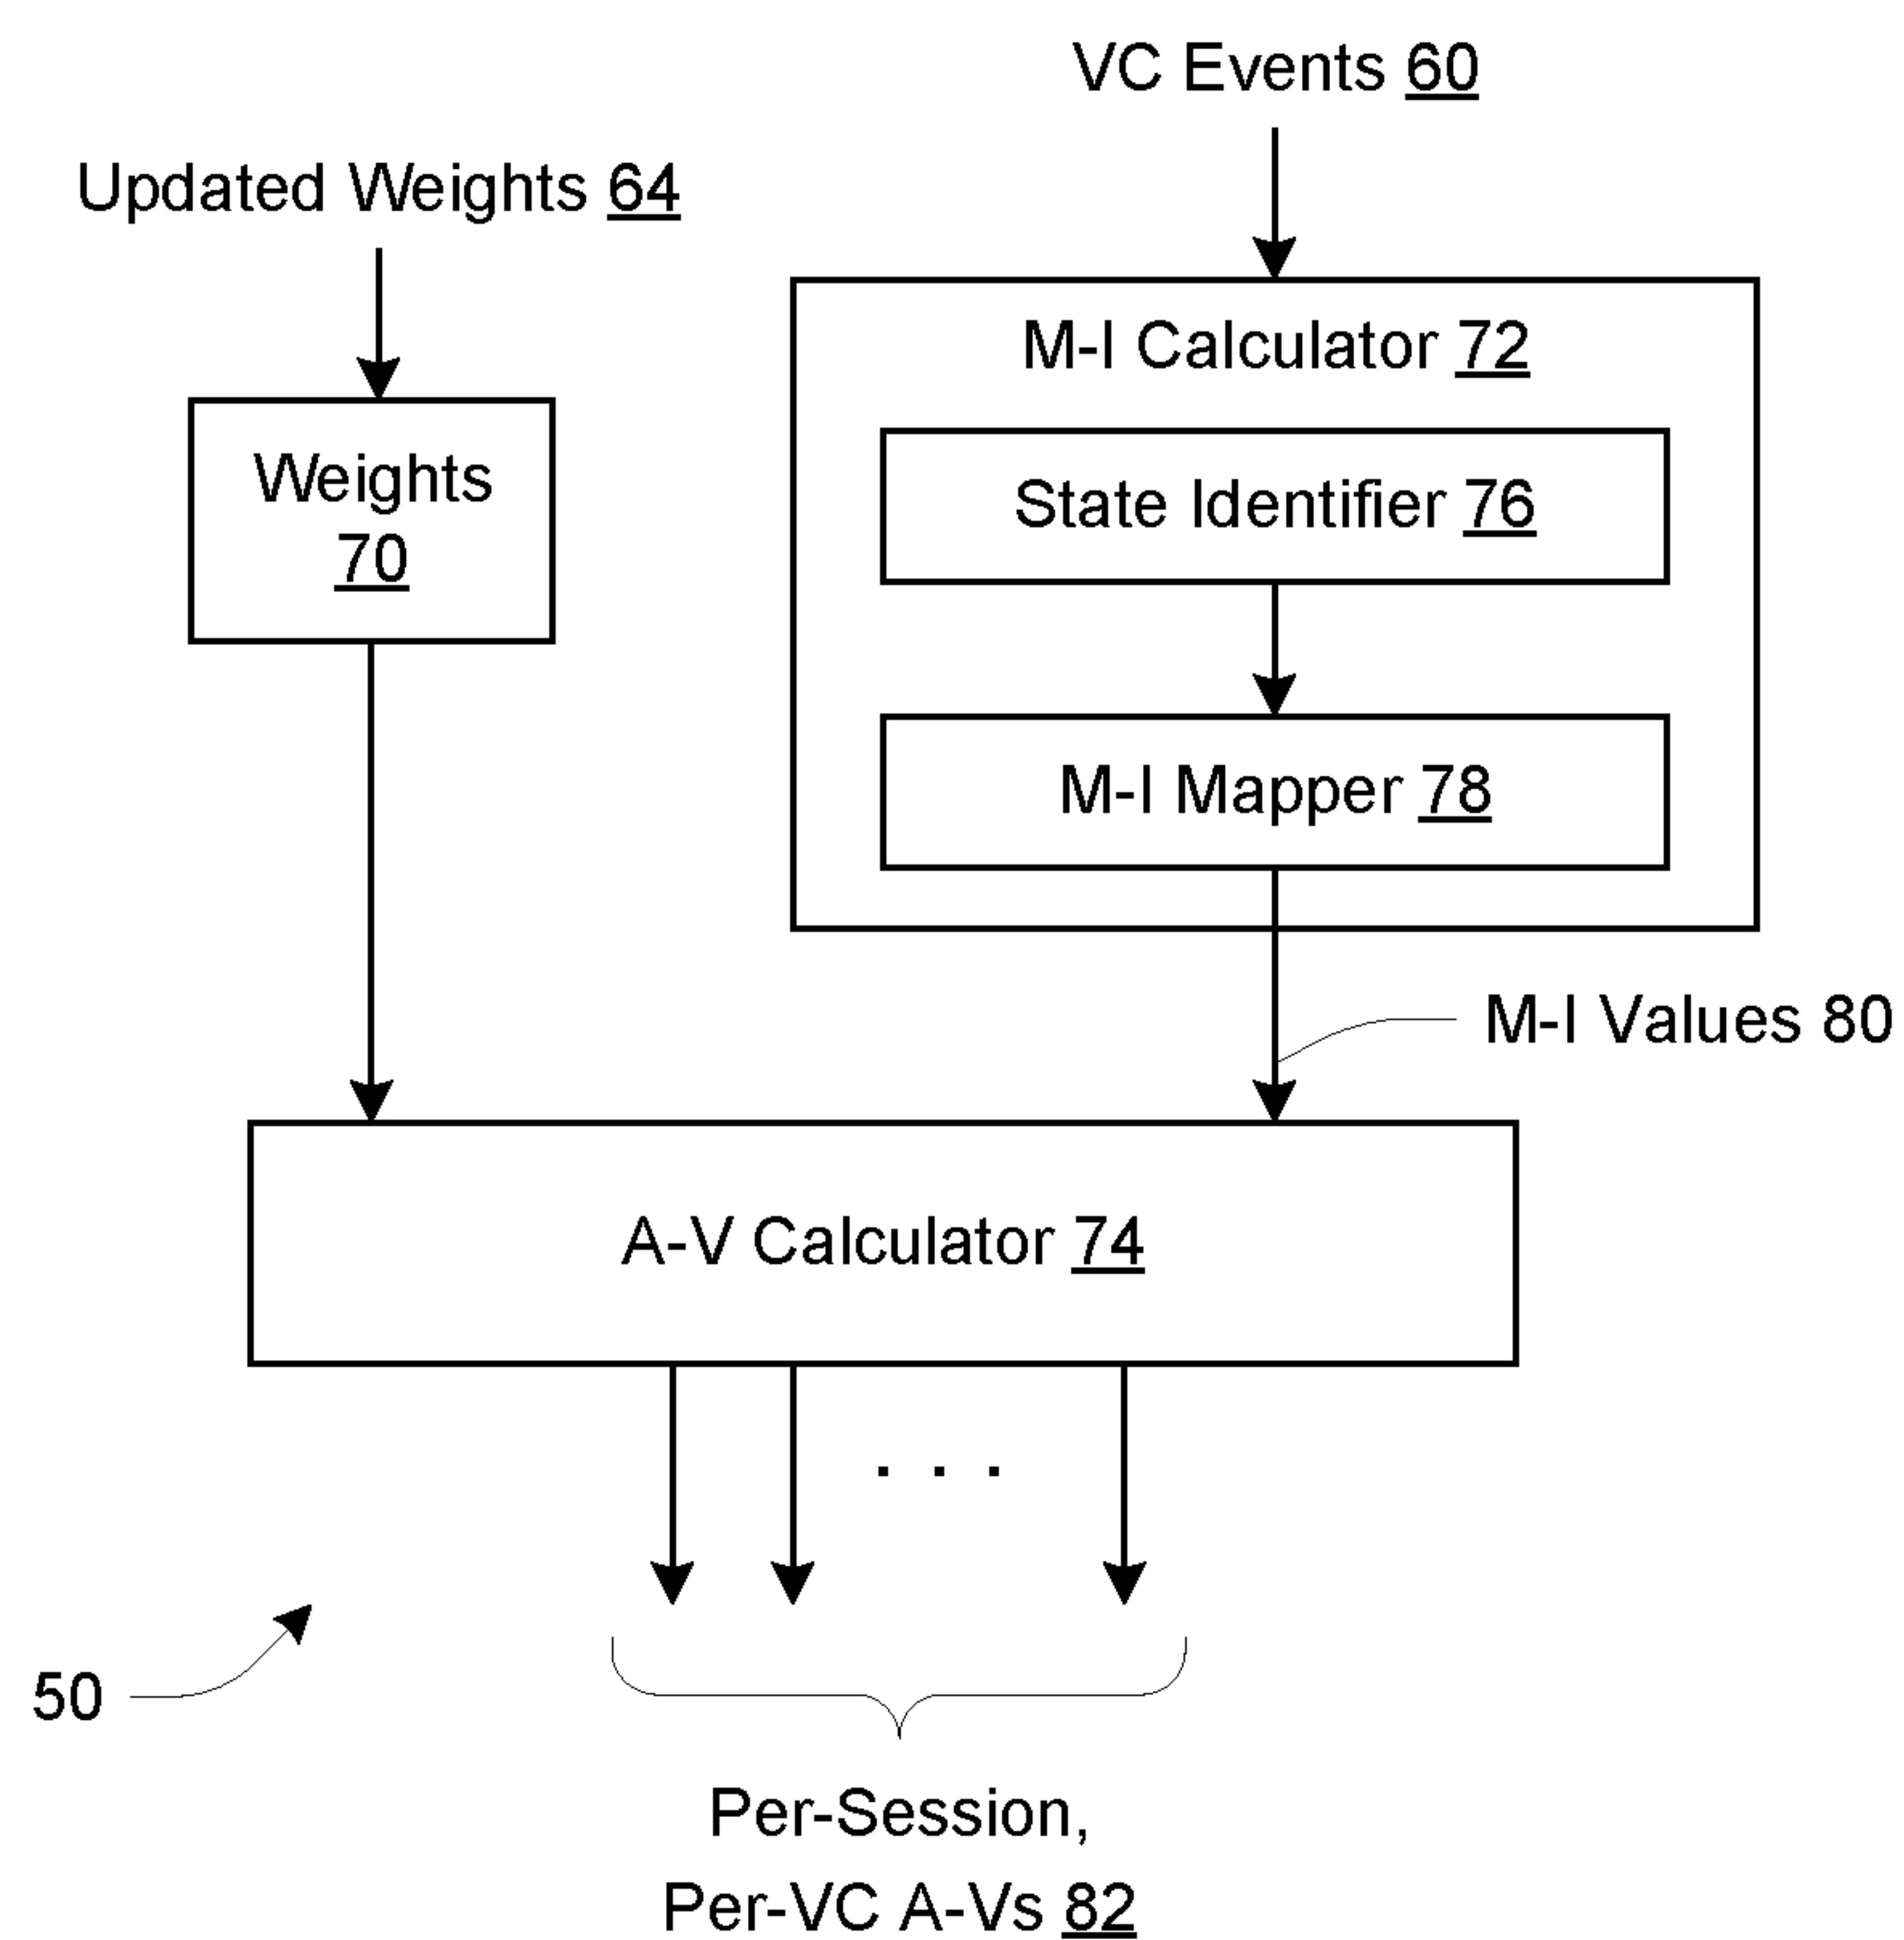 VC Events 60
Updated Weights 64
M-I Calculator 72
Weights
70
State Identifier 76
M-I Mapper 78
M-I Values 80
A-V Calculator 74
. . .
50
Per-Session,
Per-VC A-Vs 82